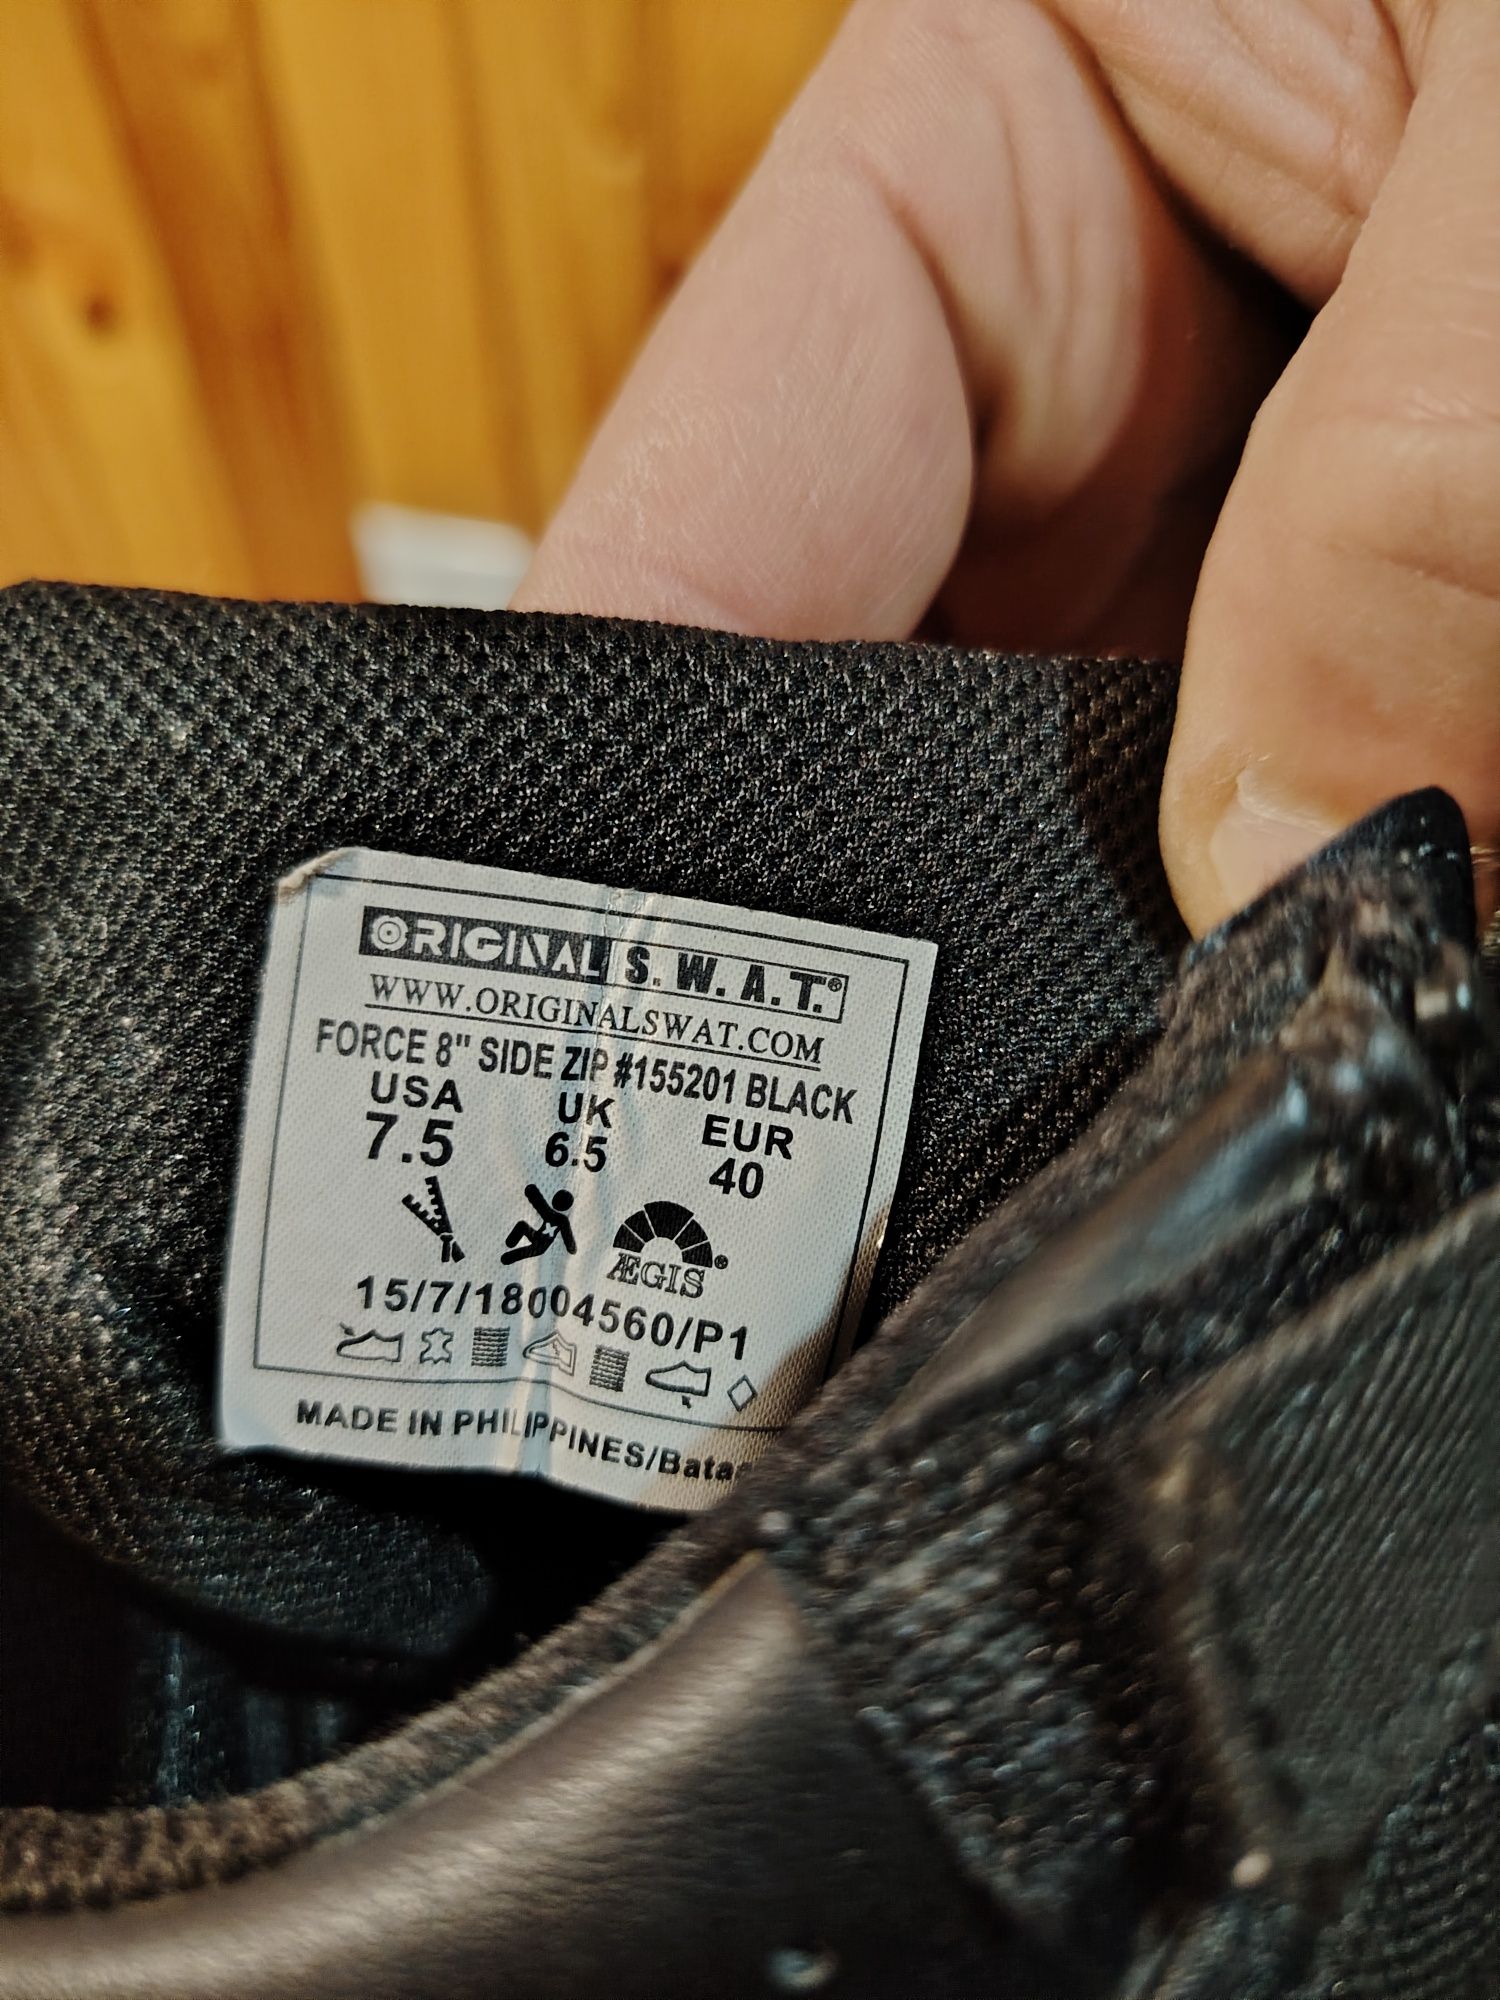 ORIGINAL S.W.A.T.®
WWW.ORIGINALSWAT.COM
FORCE 8" SIDE ZIP #155201 BLACK
USA UK EUR
7.5 6.5 40
ÆGIS®
15/7/18004560/P1
MADE IN PHILIPPINES/Bata